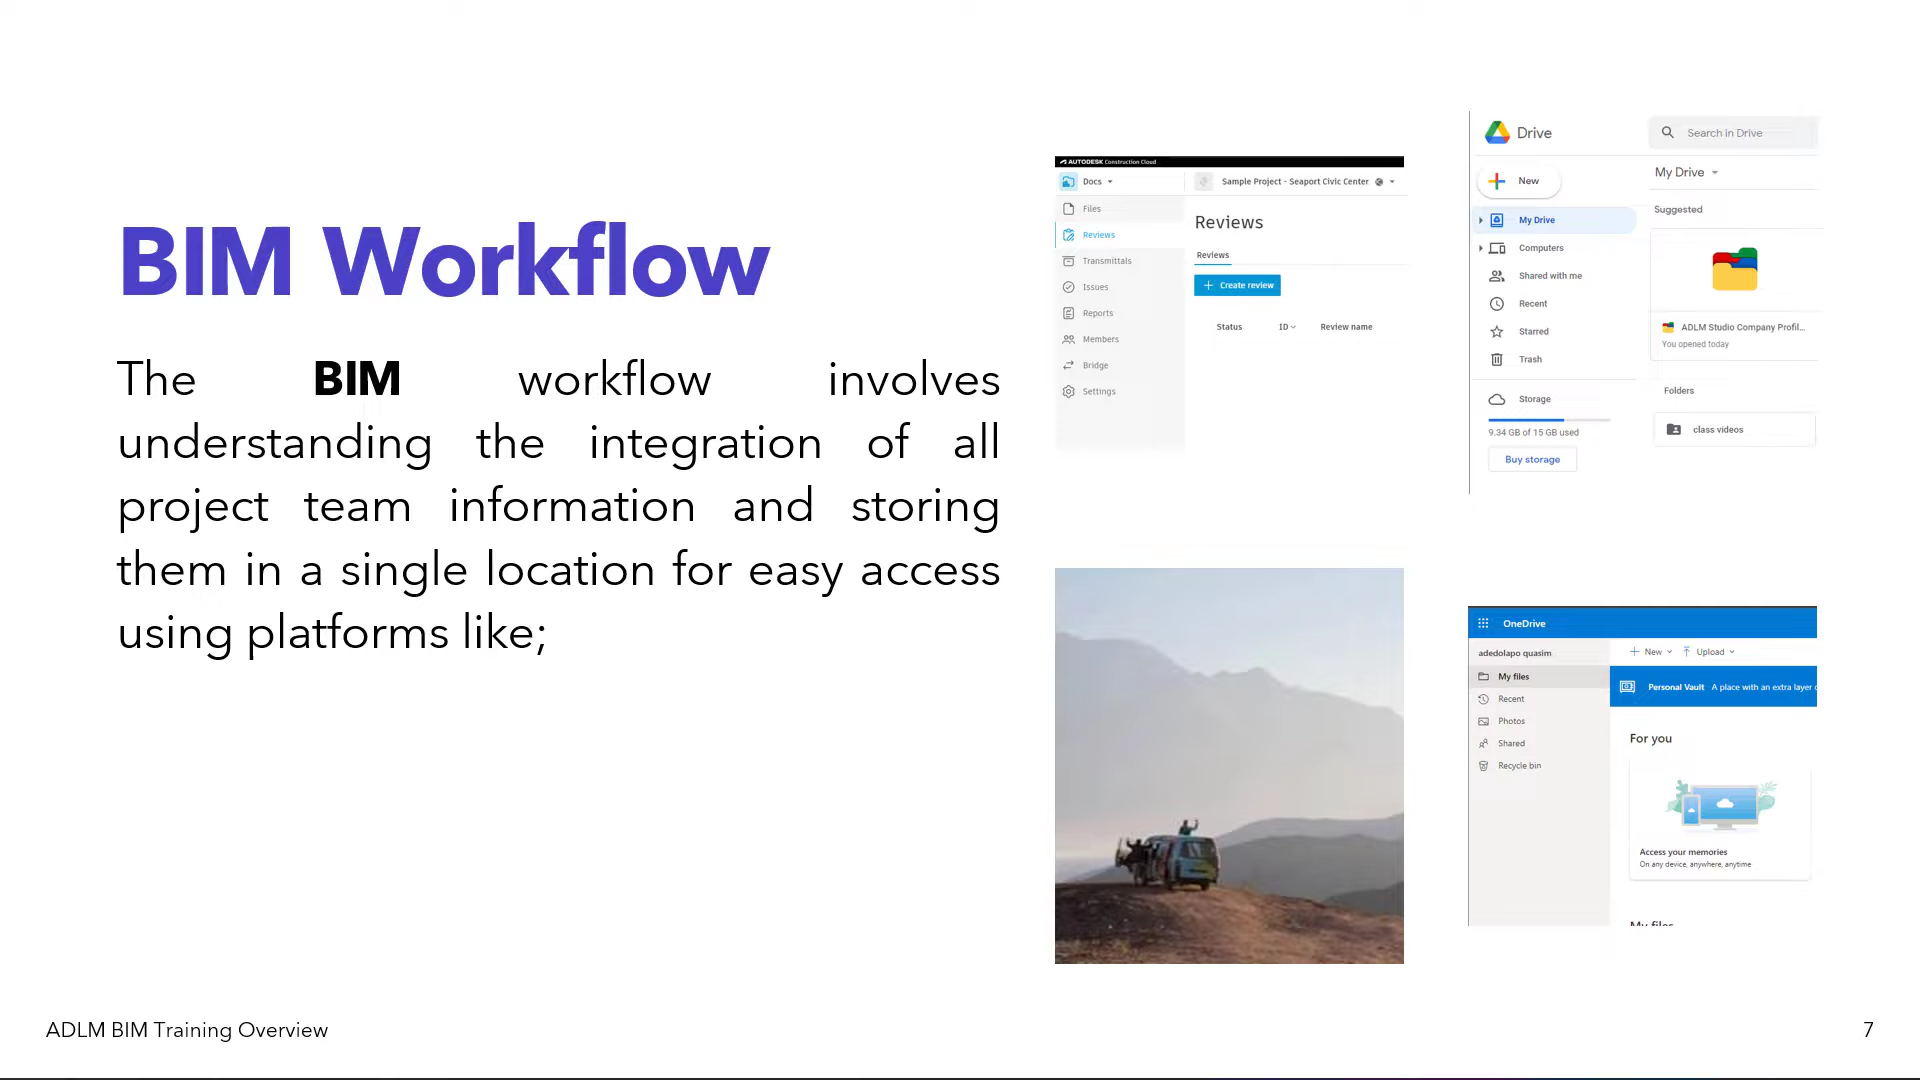 BIM Workflow
The BIM workflow involves
understanding the integration of all
project team information and storing
them in a single location for easy access
using platforms like;
AUTODESK Construction Cloud
Docs
Sample Project - Seaport Civic Center
Files
Reviews
Transmittals
Issues
Reports
Members
Bridge
Settings
Reviews
Reviews
Create review
Status ID Review name
Drive
Search in Drive
New
My Drive
Computers
Shared with me
Recent
Starred
Trash
Storage
9.34 GB of 15 GB used
Buy storage
My Drive
Suggested
ADLM Studio Company Profil...
You opened today
Folders
class videos
OneDrive
adedolapo quasim
My files
Recent
Photos
Shared
Recycle bin
New Upload
Personal Vault A place with an extra layer
For you
Access your memories
On any device, anywhere, anytime
My files
ADLM BIM Training Overview
7